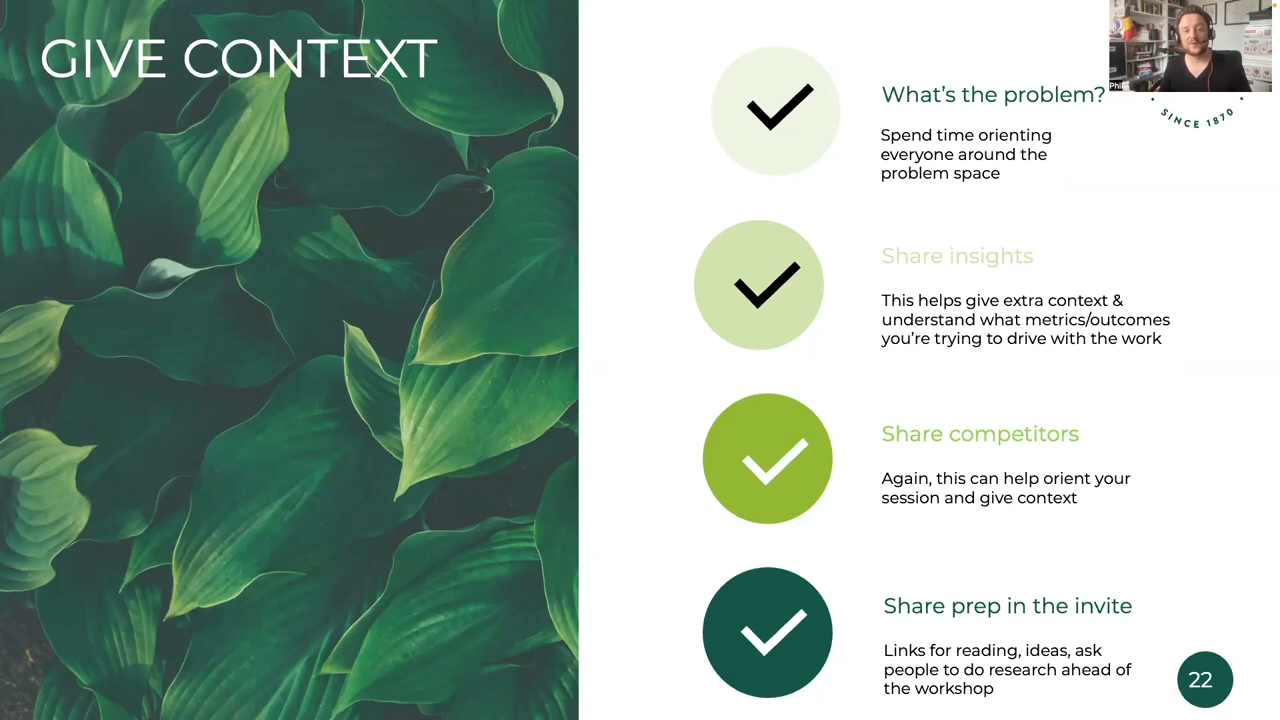 GIVE CONTEXT
What's the problem?
Spend time orienting
everyone around the
problem space
SINCE 1870
Share insights
This helps give extra context &
understand what metrics/outcomes
you're trying to drive with the work
Share competitors
Again, this can help orient your
session and give context
Share prep in the invite
Links for reading, ideas, ask
people to do research ahead of
the workshop
22